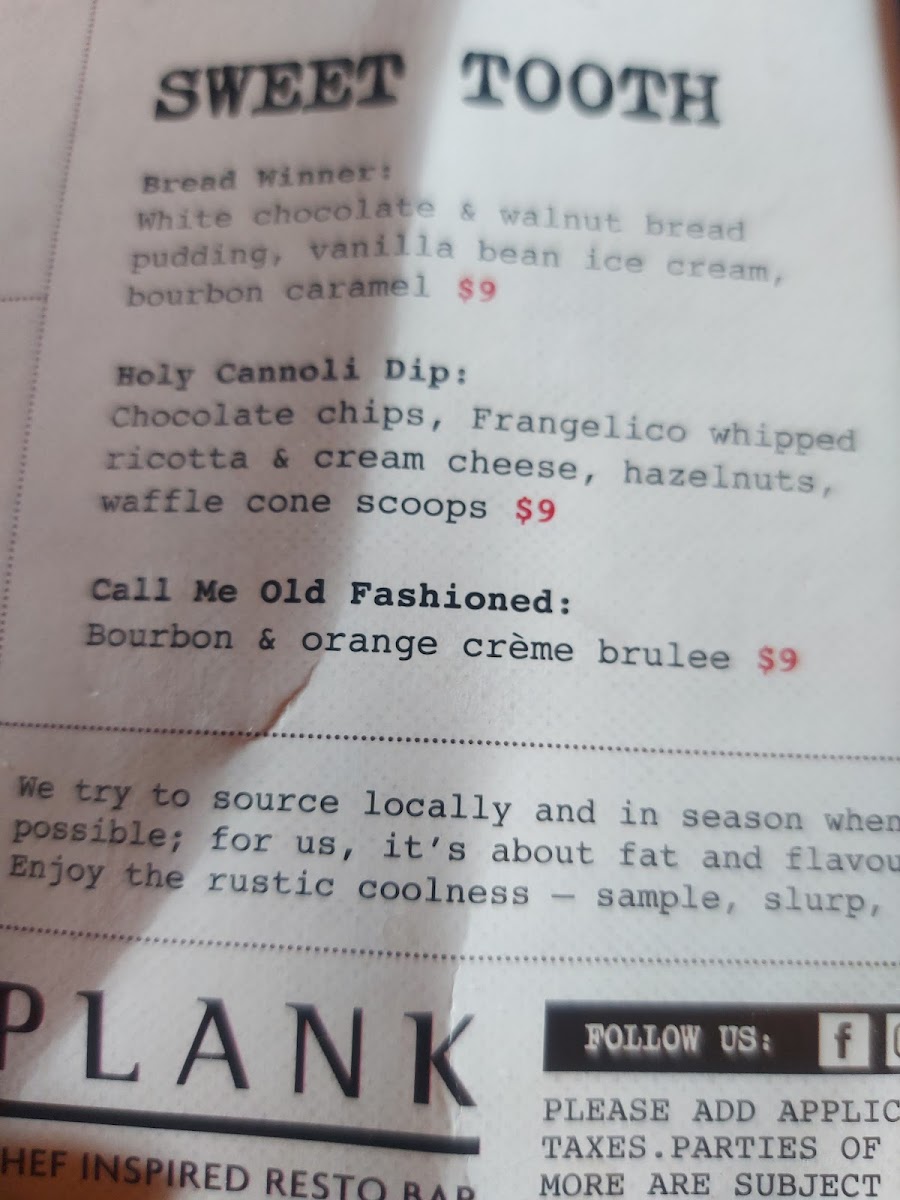 SWEET TOOTH
Bread Winner:
White chocolate & walnut bread
pudding, vanilla bean ice cream,
bourbon caramel $9
Holy Cannoli Dip:
Chocolate chips, Frangelico whipped
ricotta & cream cheese, hazelnuts,
waffle cone scoops $9
Call Me Old Fashioned:
Bourbon & orange crème brulee $9
We try to source locally and in season when
possible; for us, it's about fat and flavou
Enjoy the rustic coolness — sample, slurp,
PLANK
HEF INSPIRED RESTO BAR
FOLLOW US: f
PLEASE ADD APPLIC
TAXES.PARTIES OF
MORE ARE SUBJECT